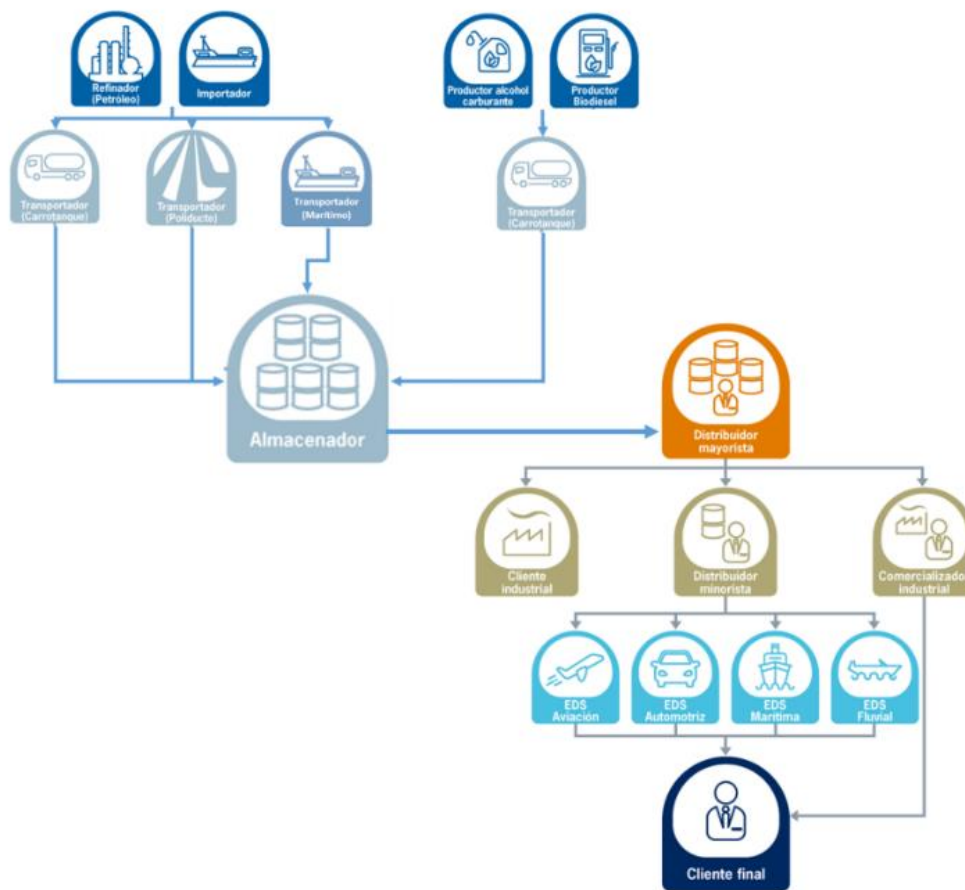 Refinador
(Petróleo)
Importador
Productor alcohol
carburante
Productor
Biodiesel
Transportador
(Carrotanque)
Transportador
(Poliducto)
Transportador
(Marítimo)
Transportador
(Carrotanque)
Almacenador
Distribuidor
mayorista
Cliente
industrial
Distribuidor
minorista
Comercializador
industrial
EDS
Aviación
EDS
Automotriz
EDS
Marítima
EDS
Fluvial
Cliente final